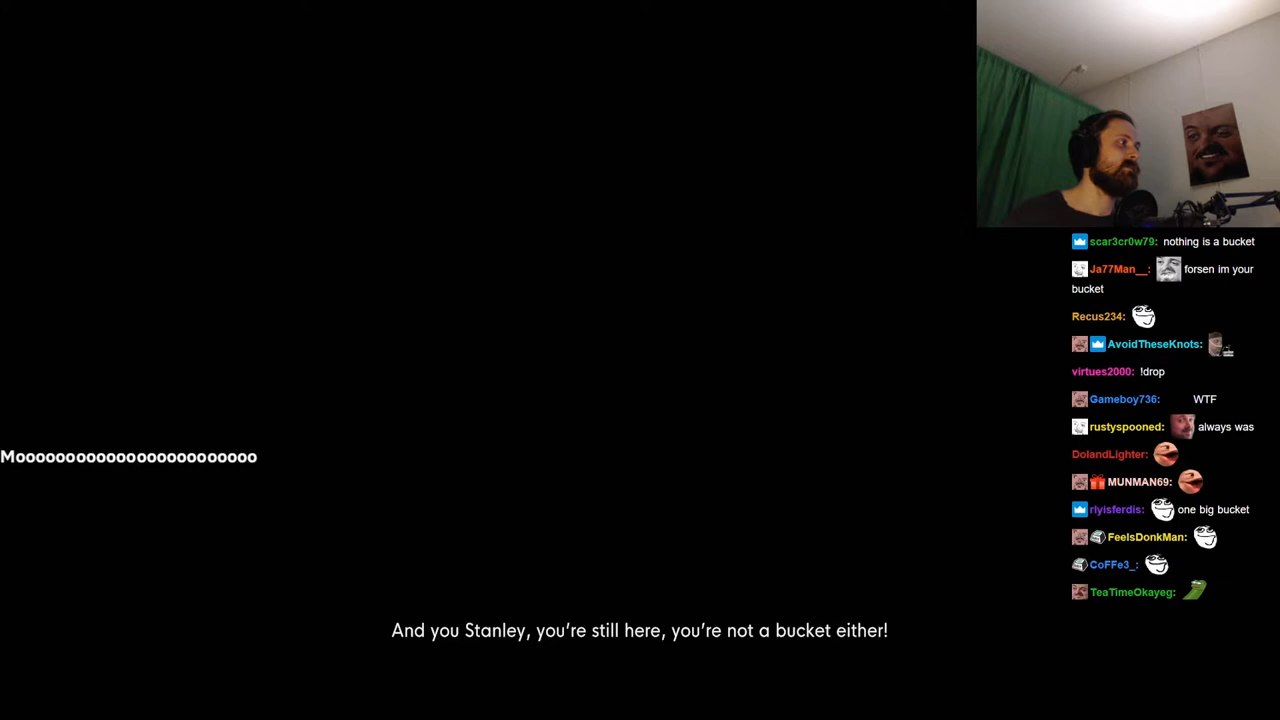 scar3cr0w79: nothing is a bucket
Ja77Man__: forsen im your
bucket
Recus234:
AvoidTheseKnots:
virtues2000: !drop
Gameboy736: WTF
rustyspooned: always was
DolandLighter:
Mooooooooooooooooooooooooo
MUNMAN69:
rlyisferdis: one big bucket
FeelsDonkMan:
CoFFe3_:
TeaTimeOkayeg:
And you Stanley, you're still here, you're not a bucket either!